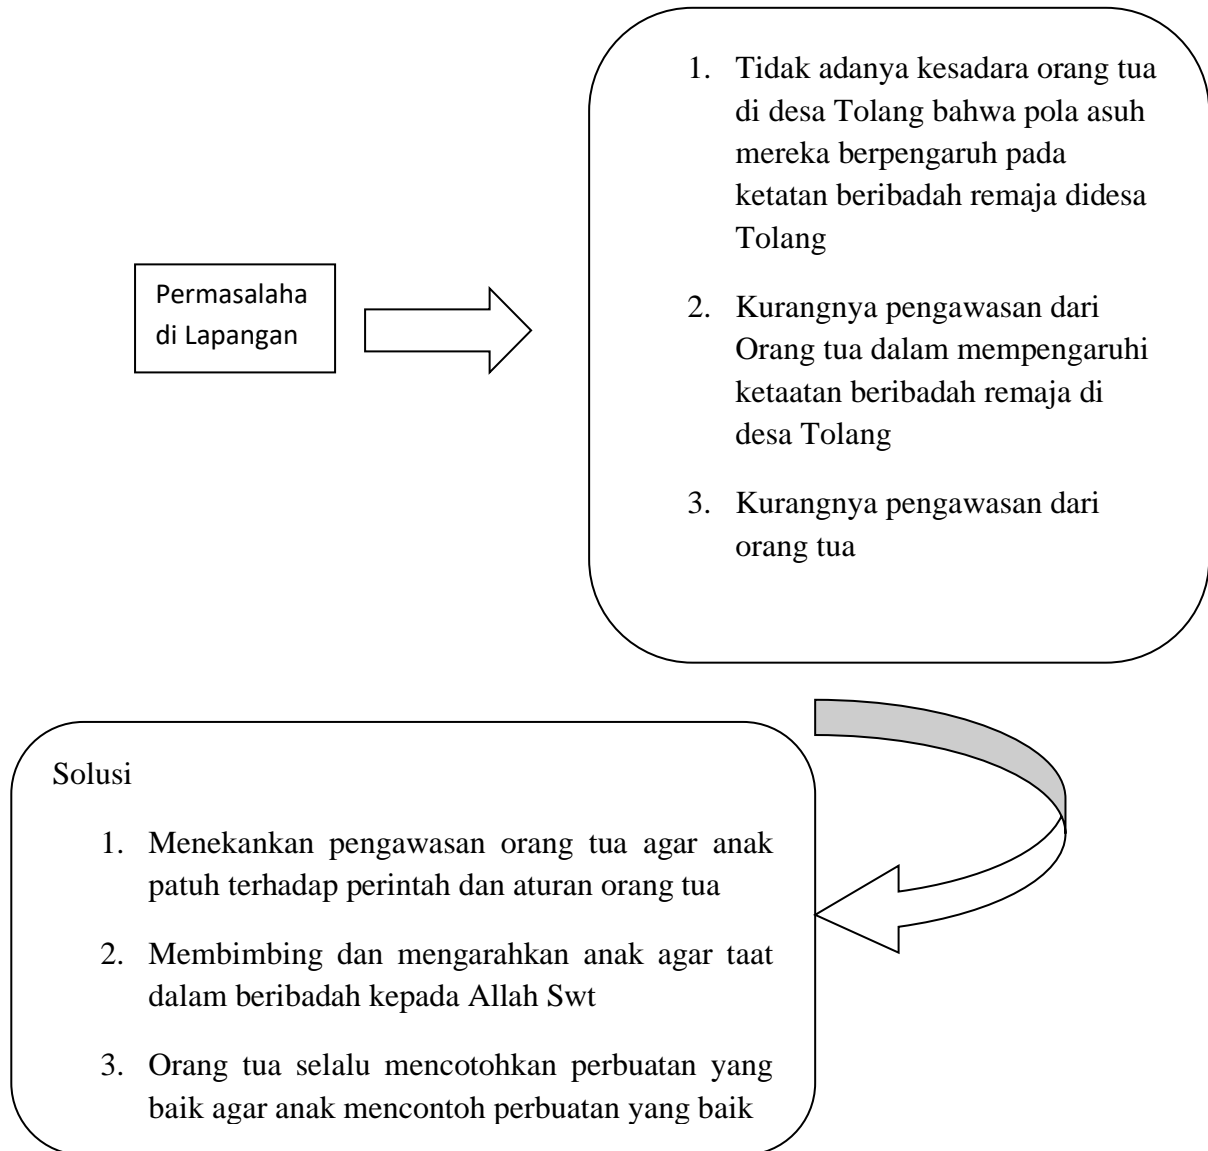 Permasalaha
di Lapangan
1. Tidak adanya kesadara orang tua
di desa Tolang bahwa pola asuh
mereka berpengaruh pada
ketatan beribadah remaja didesa
Tolang
2. Kurangnya pengawasan dari
Orang tua dalam mempengaruhi
ketaatan beribadah remaja di
desa Tolang
3. Kurangnya pengawasan dari
orang tua
Solusi
1. Menekankan pengawasan orang tua agar anak
patuh terhadap perintah dan aturan orang tua
2. Membimbing dan mengarahkan anak agar taat
dalam beribadah kepada Allah Swt
3. Orang tua selalu mencotohkan perbuatan yang
baik agar anak mencontoh perbuatan yang baik